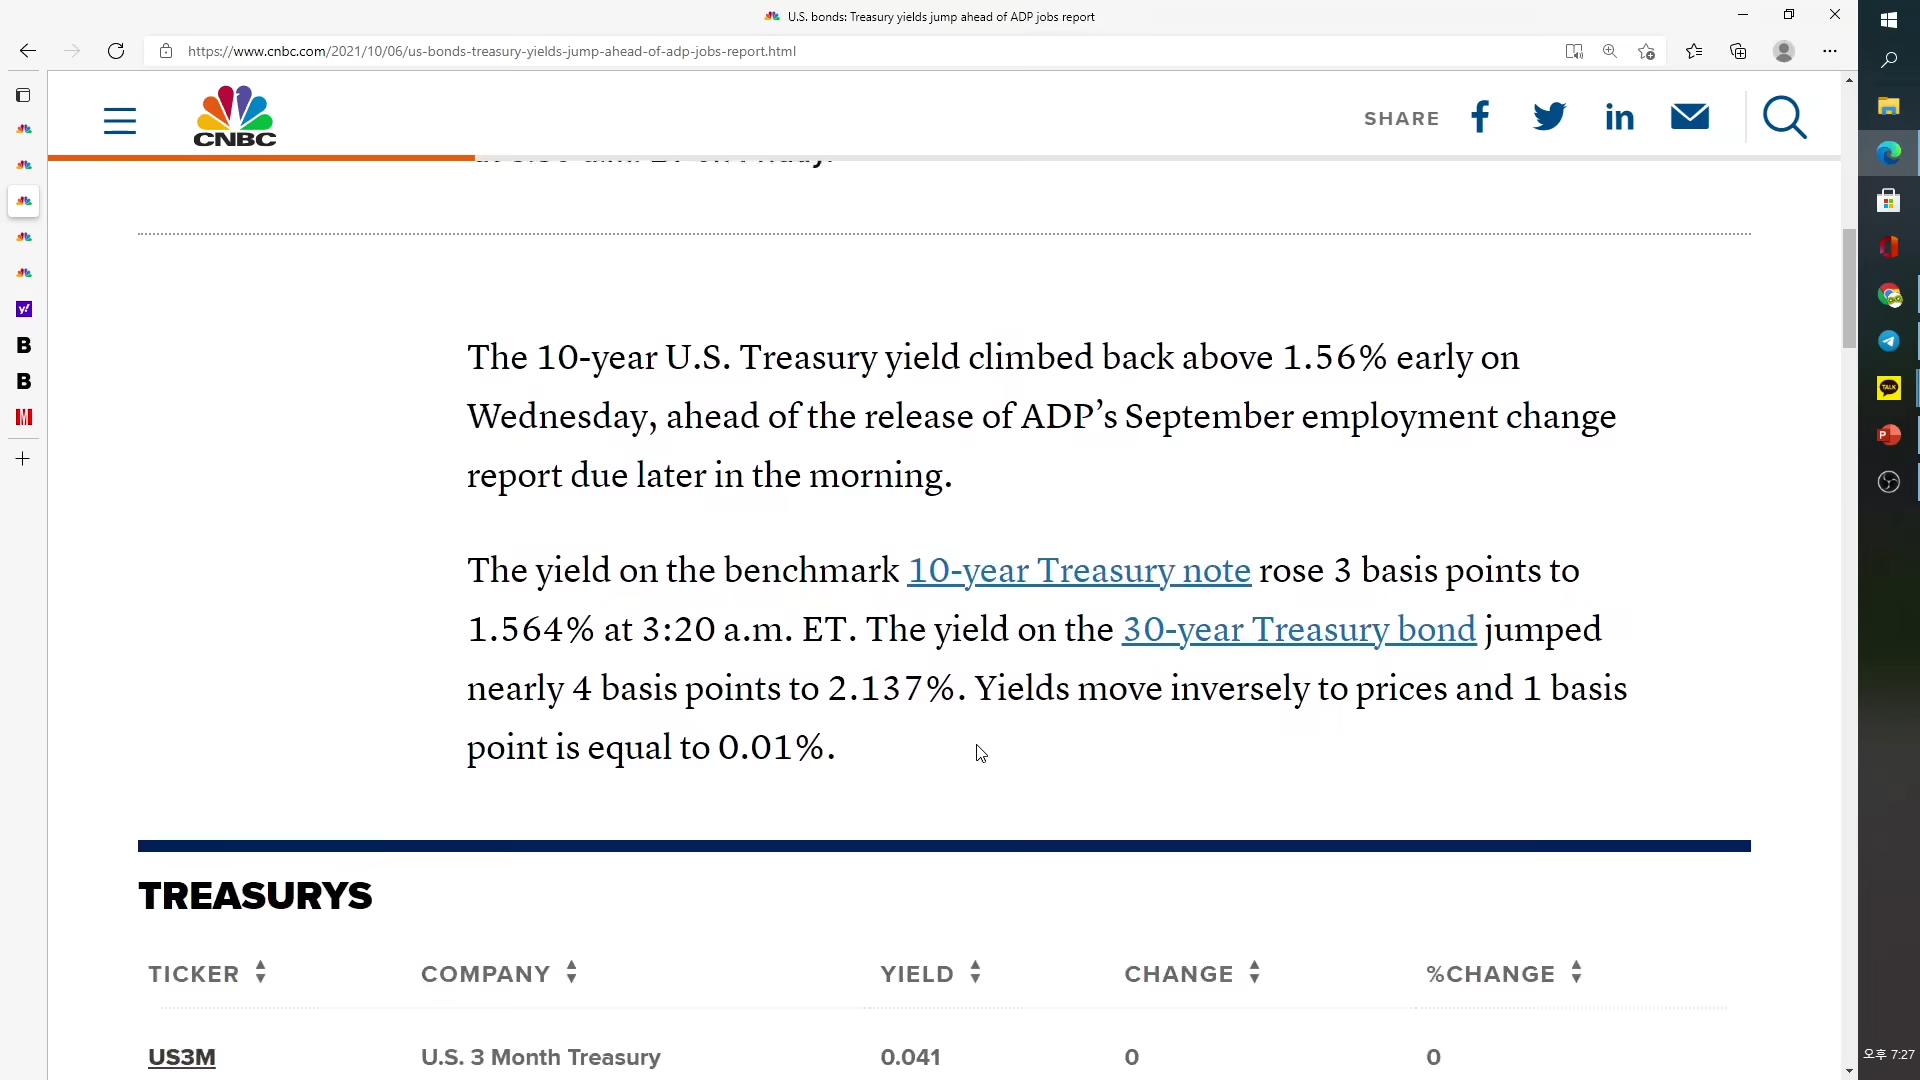 U.S. bonds: Treasury yields jump ahead of ADP jobs report
https://www.cnbc.com/2021/10/06/us-bonds-treasury-yields-jump-ahead-of-adp-jobs-report.html
CNBC
SHARE
The 10-year U.S. Treasury yield climbed back above 1.56% early on
Wednesday, ahead of the release of ADP’s September employment change
report due later in the morning.
The yield on the benchmark 10-year Treasury note rose 3 basis points to
1.564% at 3:20 a.m. ET. The yield on the 30-year Treasury bond jumped
nearly 4 basis points to 2.137%. Yields move inversely to prices and 1 basis
point is equal to 0.01%.
TREASURYS
TICKER COMPANY YIELD CHANGE %CHANGE
US3M U.S. 3 Month Treasury 0.041 0 0
y!
B
B
M
TALK
P
오후 7:27